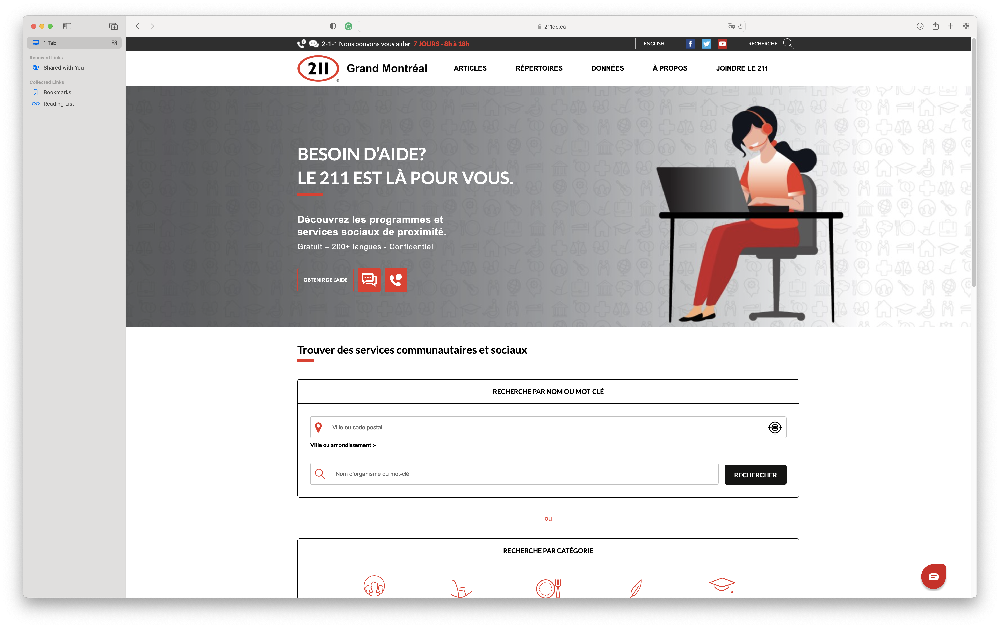 211qc.ca
1 Tab
Received Links
Shared with You
Collected Links
Bookmarks
Reading List
2-1-1 Nous pouvons vous aider 7 JOURS - 8h à 18h
ENGLISH
RECHERCHE
211 ®
Grand Montréal
ARTICLES
RÉPERTOIRES
DONNÉES
À PROPOS
JOINDRE LE 211
BESOIN D’AIDE?
LE 211 EST LÀ POUR VOUS.
Découvrez les programmes et
services sociaux de proximité.
Gratuit – 200+ langues - Confidentiel
OBTENIR DE L'AIDE
Trouver des services communautaires et sociaux
RECHERCHE PAR NOM OU MOT-CLÉ
Ville ou code postal
Ville ou arrondissement :-
Nom d’organisme ou mot-clé
RECHERCHER
ou
RECHERCHE PAR CATÉGORIE